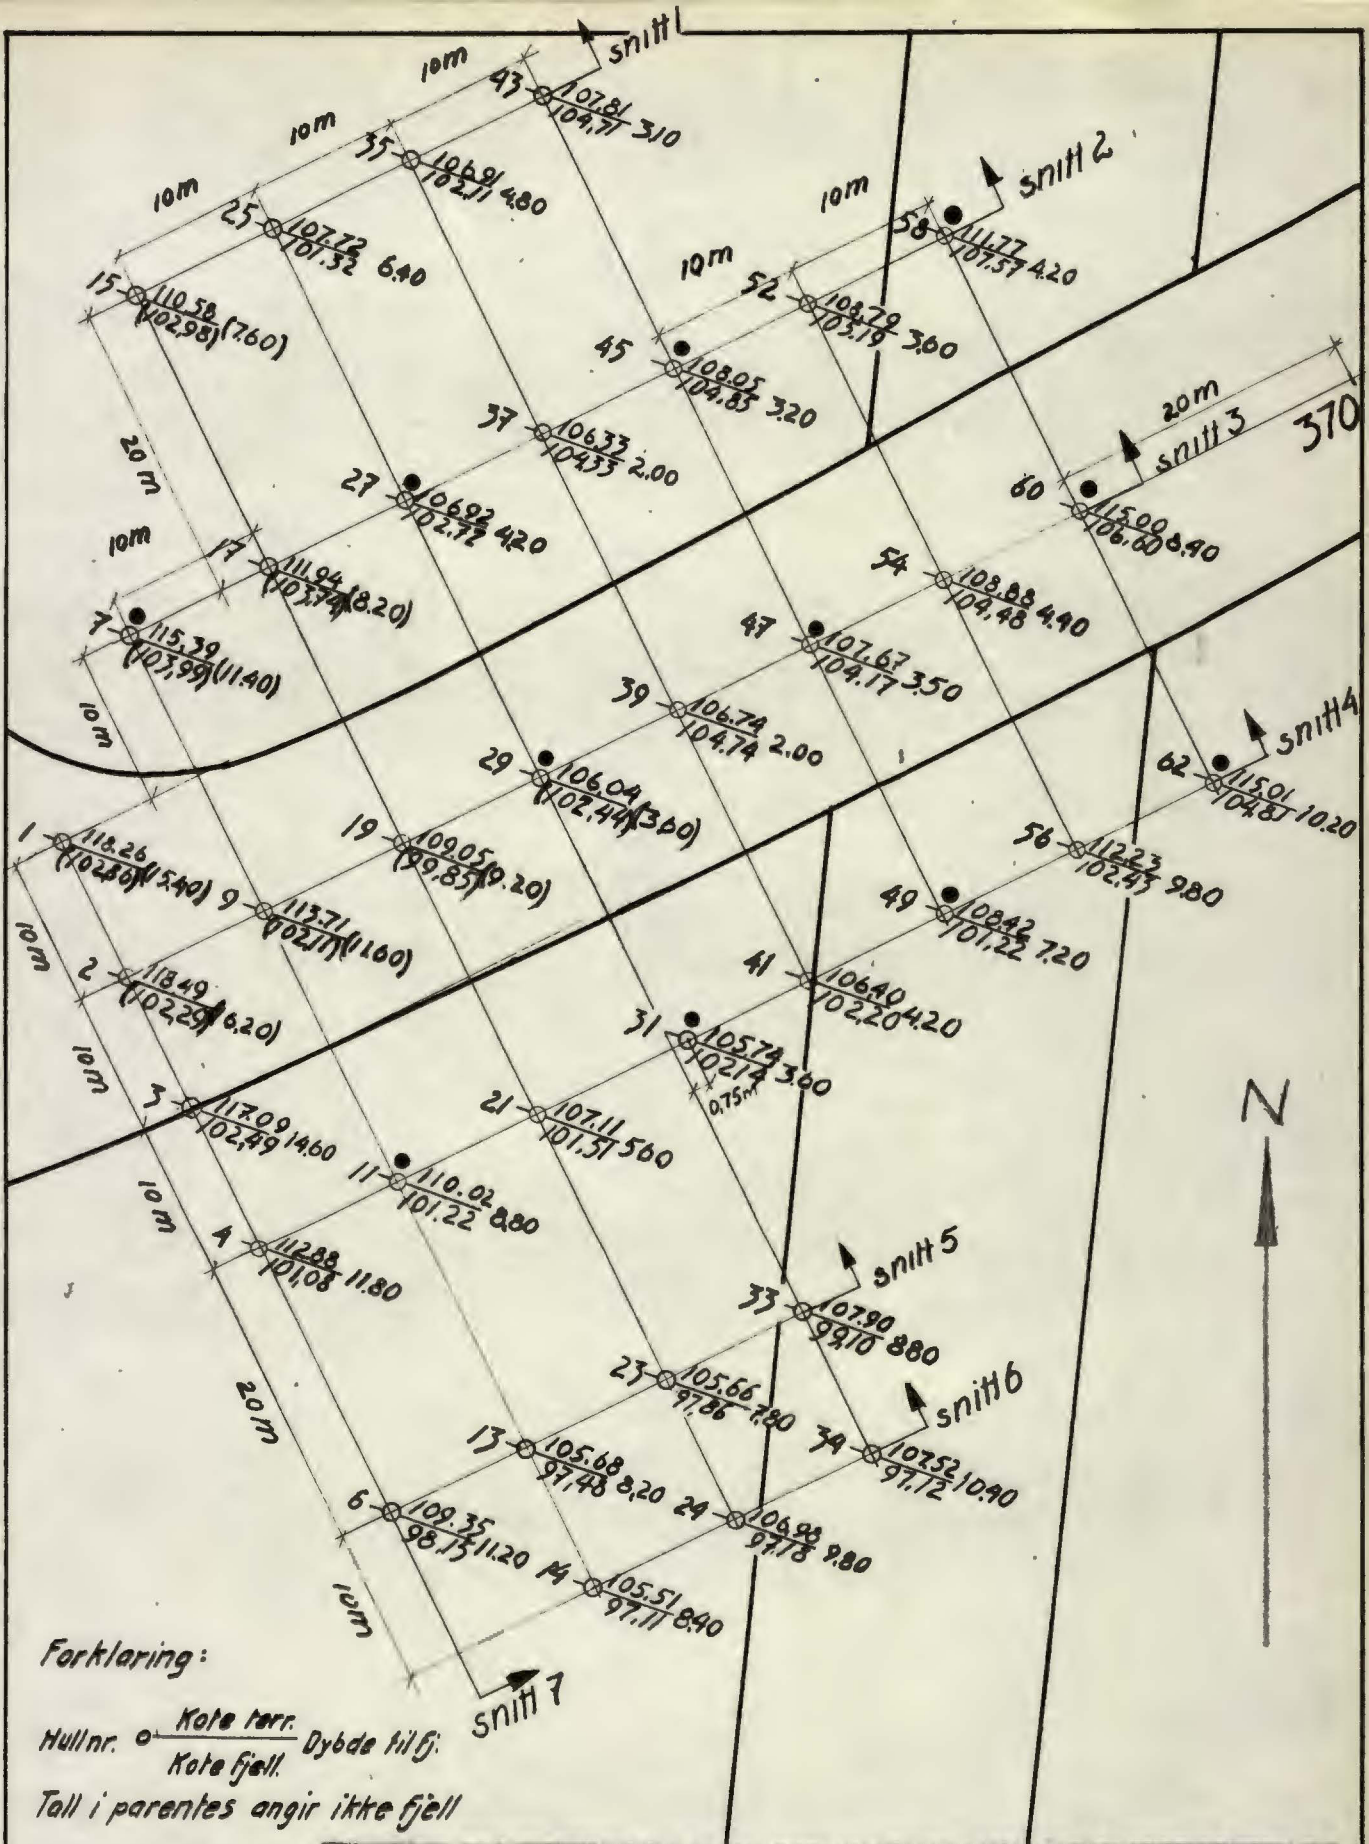 snitt 1
10m
43 107.81 3.10
104.71
10m
35 106.91 4.80
102.11
snitt 2
10m
10m
25 107.72 6.40
101.32
58 111.77 4.20
107.57
10m
15 110.58 (7.60)
(102,98)
52 108.79 3.60
105.19
45 108.05 3.20
104.85
20m
snitt 3
370
37 106.33 2.00
104.33
20m
27 106.92 4.20
102.72
60 115.00 8.40
106.60
10m
17 111.94 (8.20)
(103.74)
54 108.88 4.40
104.48
7 115.39 (11.40)
(103,99)
47 107.67 3.50
104.17
10m
39 106.74 2.00
104.74
snitt 4
29 106.04 (3.60)
(102.44)
62 115.01 10.20
104.81
1 118.26 (15.40)
(102.86)
19 109.05 (9.20)
(99.85)
56 112.23 9.80
102.43
9 113.71 (11.60)
(102,11)
49 108.42 7.20
101.22
10m
2 118.49 (16,20)
(102,29)
41 106.40 4.20
102,20
31 105.74 3.60
102.14
0,75m
10m
3 117.09 14.60
102,49
21 107.11 5.60
101.51
N
10m
11 110.02 8,80
101.22
4 112.88 11.80
101,08
snitt 5
33 107.90 8.80
99,10
20m
23 105.66 7.80
97.86
snitt 6
13 105.68 8,20
97,48
34 107.52 10.40
97.12
6 109.35 11.20
98.15
24 106.98 9.80
97.18
10m
14 105.51 8.40
97.11
snitt 7
Forklaring:
Hullnr. Kote terr. Dybde til fj.
Kote fjell.
Tall i parentes angir ikke fjell